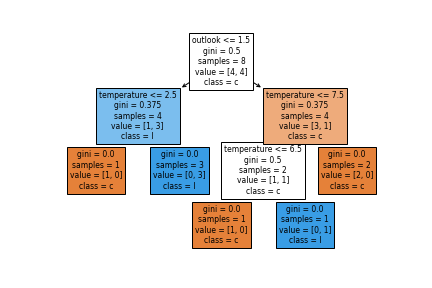 outlook <= 1.5
gini = 0.5
samples = 8
value = [4, 4]
class = c
temperature <= 2.5
gini = 0.375
samples = 4
value = [1, 3]
class = l
temperature <= 7.5
gini = 0.375
samples = 4
value = [3, 1]
class = c
gini = 0.0
samples = 1
value = [1, 0]
class = c
gini = 0.0
samples = 3
value = [0, 3]
class = l
temperature <= 6.5
gini = 0.5
samples = 2
value = [1, 1]
class = c
gini = 0.0
samples = 2
value = [2, 0]
class = c
gini = 0.0
samples = 1
value = [1, 0]
class = c
gini = 0.0
samples = 1
value = [0, 1]
class = l